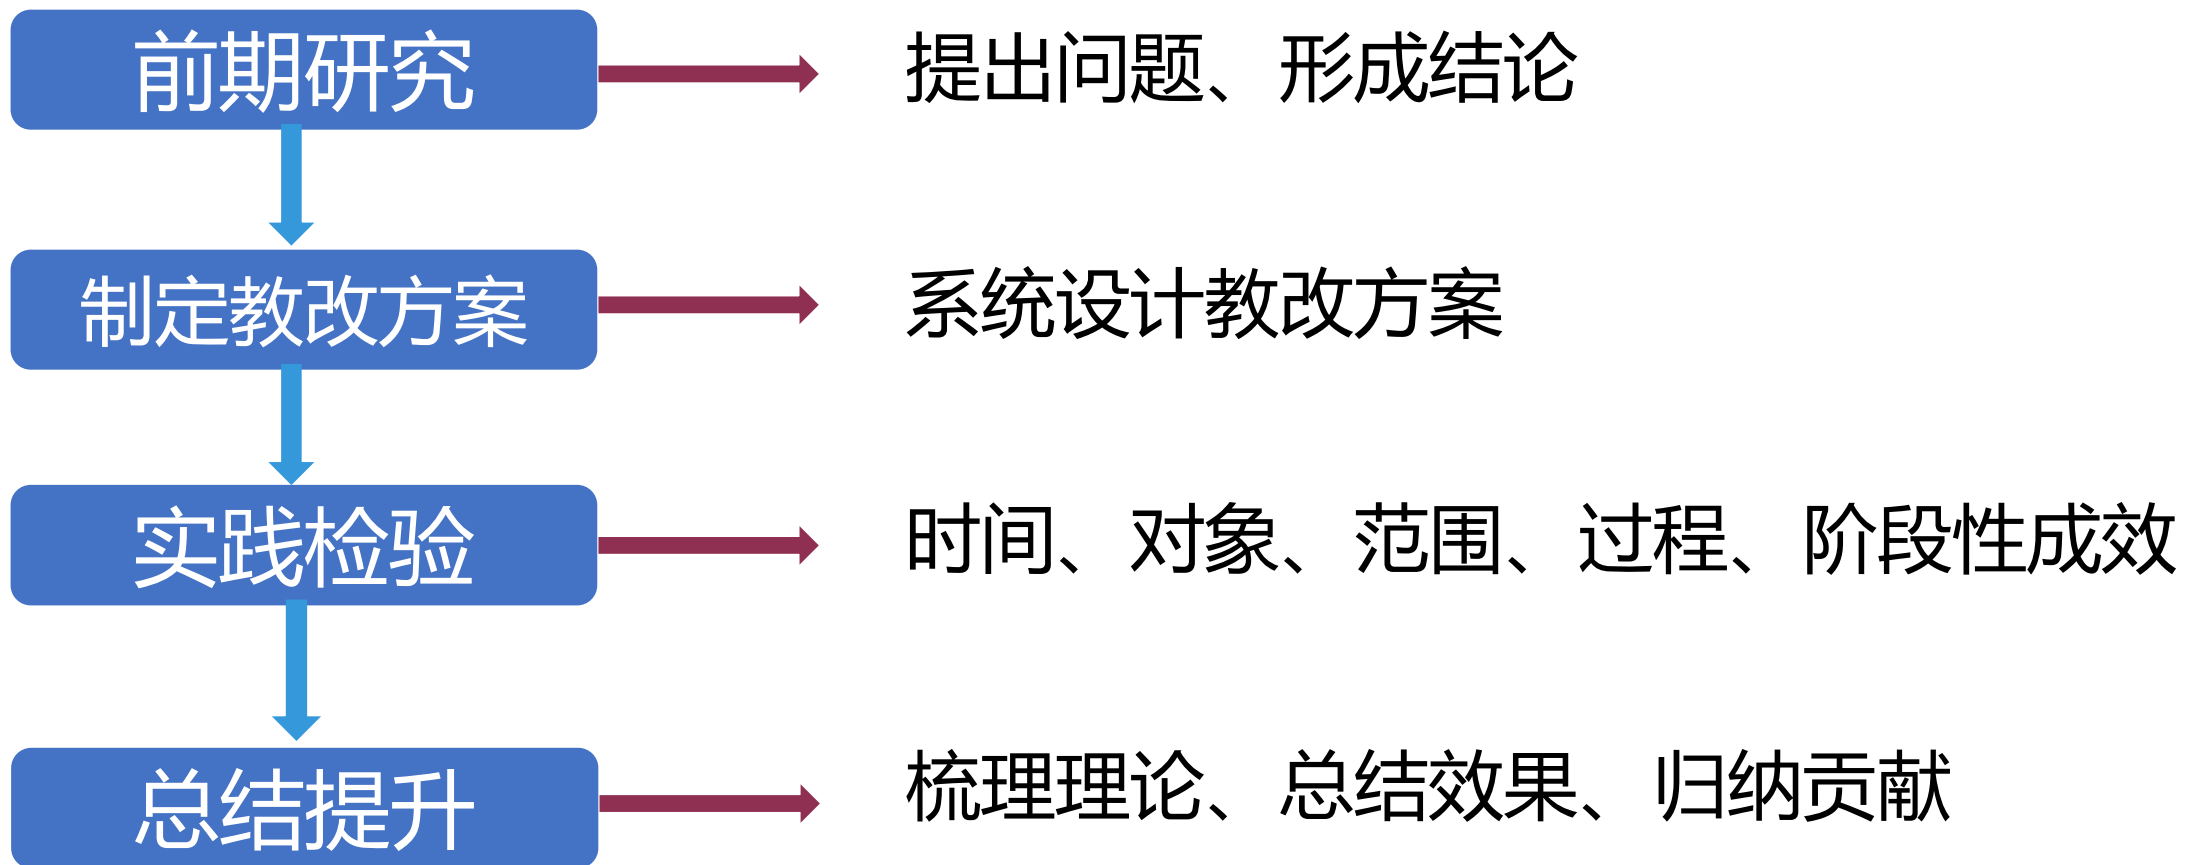 前期研究
提出问题、形成结论
制定教改方案
系统设计教改方案
实践检验
时间、对象、范围、过程、阶段性成效
总结提升
梳理理论、总结效果、归纳贡献